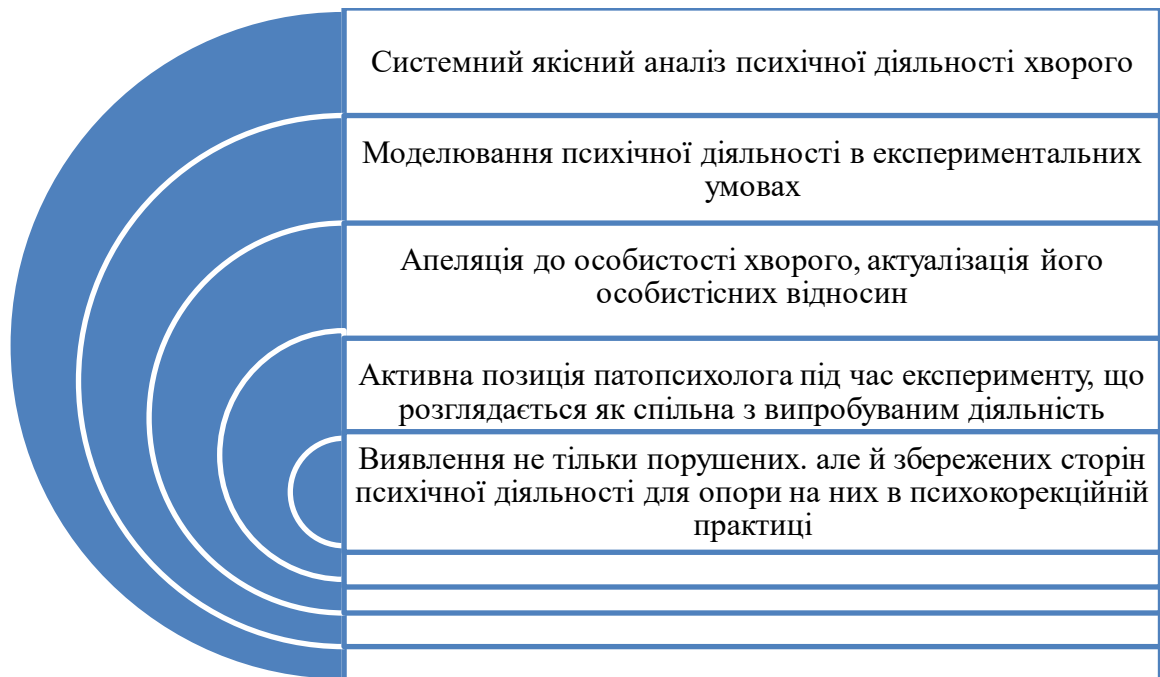 Системний якісний аналіз психічної діяльності хворого
Моделювання психічної діяльності в експериментальних
умовах
Апеляція до особистості хворого, актуалізація його
особистісних відносин
Активна позиція патопсихолога під час експерименту, що
розглядається як спільна з випробуваним діяльність
Виявлення не тільки порушених. але й збережених сторін
психічної діяльності для опори на них в психокорекційній
практиці